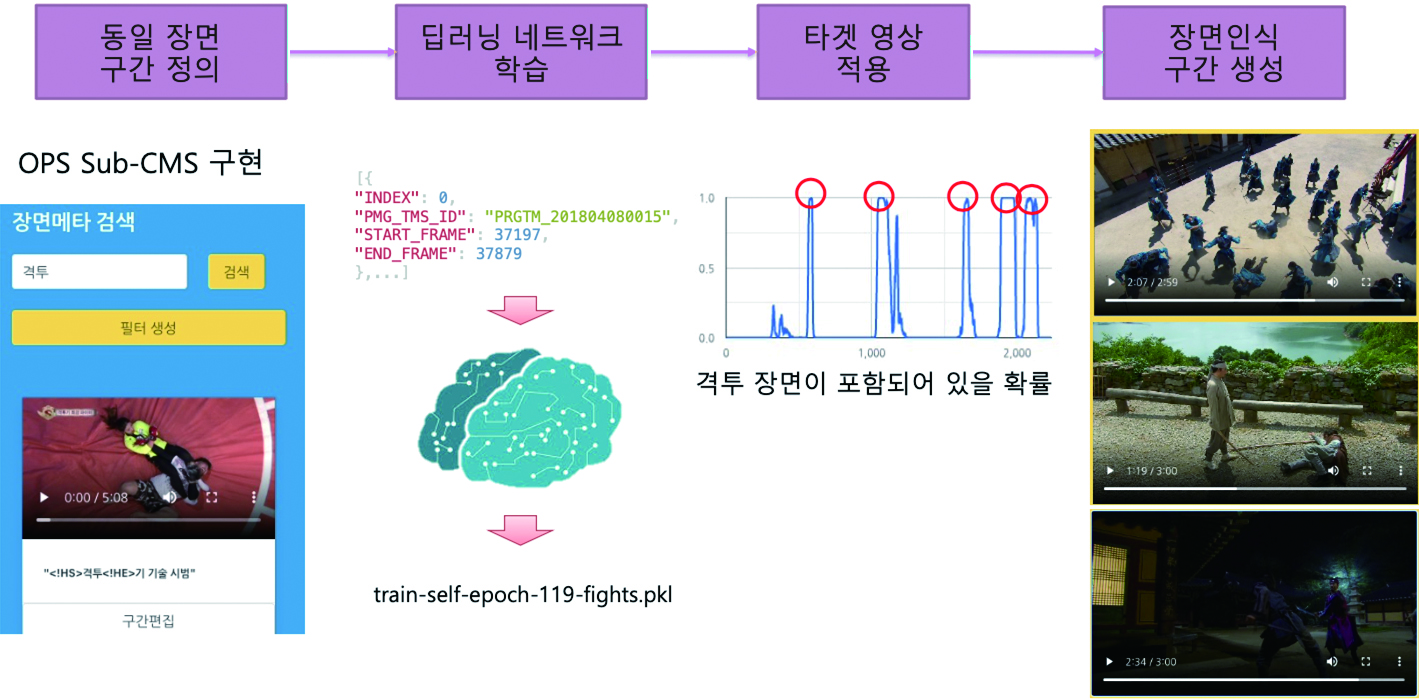 동일 장면
구간 정의
딥러닝 네트워크
학습
타겟 영상
적용
장면인식
구간 생성
OPS Sub-CMS 구현
장면메타 검색
격투
검색
필터 생성
0:00 / 5:08
"<!HS>격투<!HE>기 기술 시범"
구간편집
[{
"INDEX": 0,
"PMG_TMS_ID": "PRGTM_201804080015",
"START_FRAME": 37197,
"END_FRAME": 37879
},...]
train-self-epoch-119-fights.pkl
1.0
0.5
0.0
0
1,000
2,000
격투 장면이 포함되어 있을 확률
2:07 / 2:59
1:19 / 3:00
2:34 / 3:00